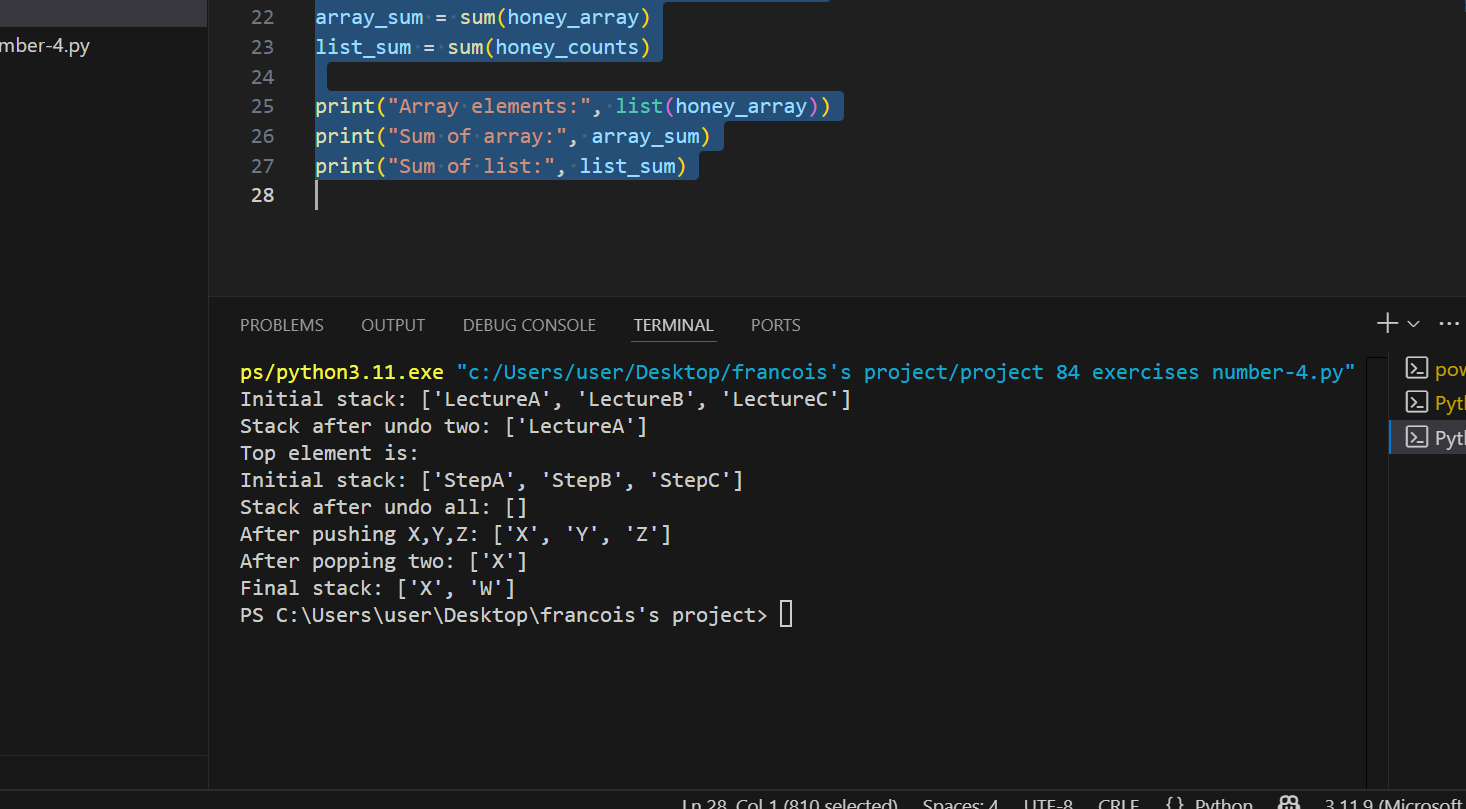 22 array_sum = sum(honey_array)
mber-4.py
23 list_sum = sum(honey_counts)
24
25 print("Array elements:", list(honey_array))
26 print("Sum of array:", array_sum)
27 print("Sum of list:", list_sum)
28
PROBLEMS OUTPUT DEBUG CONSOLE TERMINAL PORTS
ps/python3.11.exe "c:/Users/user/Desktop/francois's project/project 84 exercises number-4.py"
Initial stack: ['LectureA', 'LectureB', 'LectureC']
Stack after undo two: ['LectureA']
Top element is:
Initial stack: ['StepA', 'StepB', 'StepC']
Stack after undo all: []
After pushing X,Y,Z: ['X', 'Y', 'Z']
After popping two: ['X']
Final stack: ['X', 'W']
PS C:\Users\user\Desktop\francois's project>
pow
Pyt
Pyt
Ln 28, Col 1 (810 selected) Spaces: 4 UTF-8 CRLF {} Python 3.11.9 (Microsoft